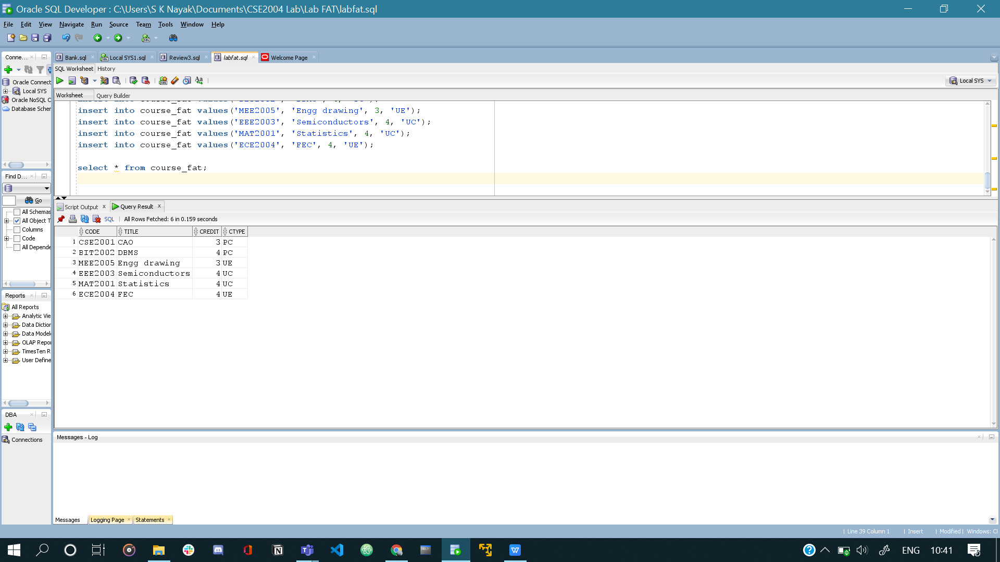 Oracle SQL Developer : C:\Users\S K Nayak\Documents\CSE2004 Lab\Lab FAT\labfat.sql
File Edit View Navigate Run Source Team Tools Window Help
Conne... Bank.sql Local SYS1.sql Review3.sql labfat.sql Welcome Page
SQL Worksheet History
Local SYS
Worksheet Query Builder
Oracle Connect
Local SYS
Oracle NoSQL C
Database Scher
insert into course_fat values('MEE2005', 'Engg drawing', 3, 'UE');
insert into course_fat values('EEE2003', 'Semiconductors', 4, 'UC');
insert into course_fat values('MAT2001', 'Statistics', 4, 'UC');
insert into course_fat values('ECE2004', 'FEC', 4, 'UE');
select * from course_fat;
Find D...
Go
All Schemas
All Object T
Columns
Code
All Depende
Script Output Query Result
SQL All Rows Fetched: 6 in 0.159 seconds
CODE TITLE CREDIT CTYPE
1 CSE2001 CAO 3 PC
2 BIT2002 DBMS 4 PC
3 MEE2005 Engg drawing 3 UE
4 EEE2003 Semiconductors 4 UC
5 MAT2001 Statistics 4 UC
6 ECE2004 FEC 4 UE
Reports
All Reports
Analytic Vie
Data Diction
Data Model
OLAP Repor
TimesTen R
User Define
DBA
Connections
Messages - Log
Messages Logging Page Statements
Line 39 Column 1 Insert Modified Windows: Cl
ENG 10:41